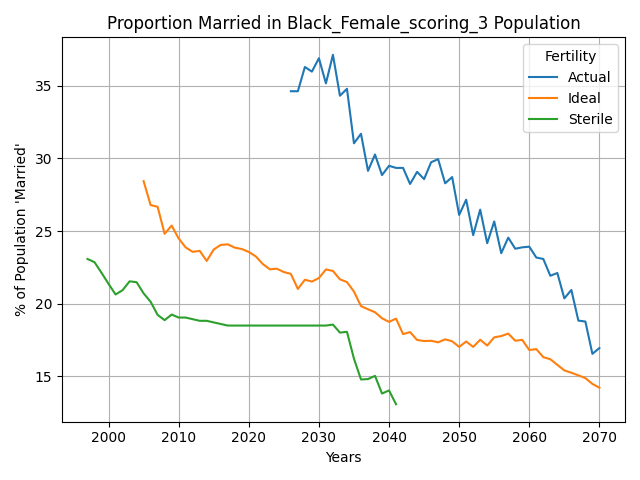 Proportion Married in Black_Female_scoring_3 Population
% of Population 'Married'
35
30
25
20
15
Fertility
Actual
Ideal
Sterile
2000 2010 2020 2030 2040 2050 2060 2070
Years